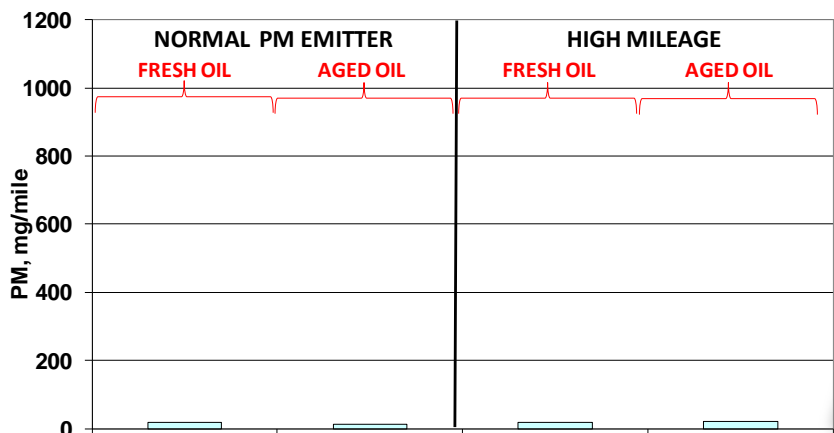 1200
NORMAL PM EMITTER
HIGH MILEAGE
FRESH OIL
AGED OIL
FRESH OIL
AGED OIL
1000
800
600
400
200
0
PM, mg/mile